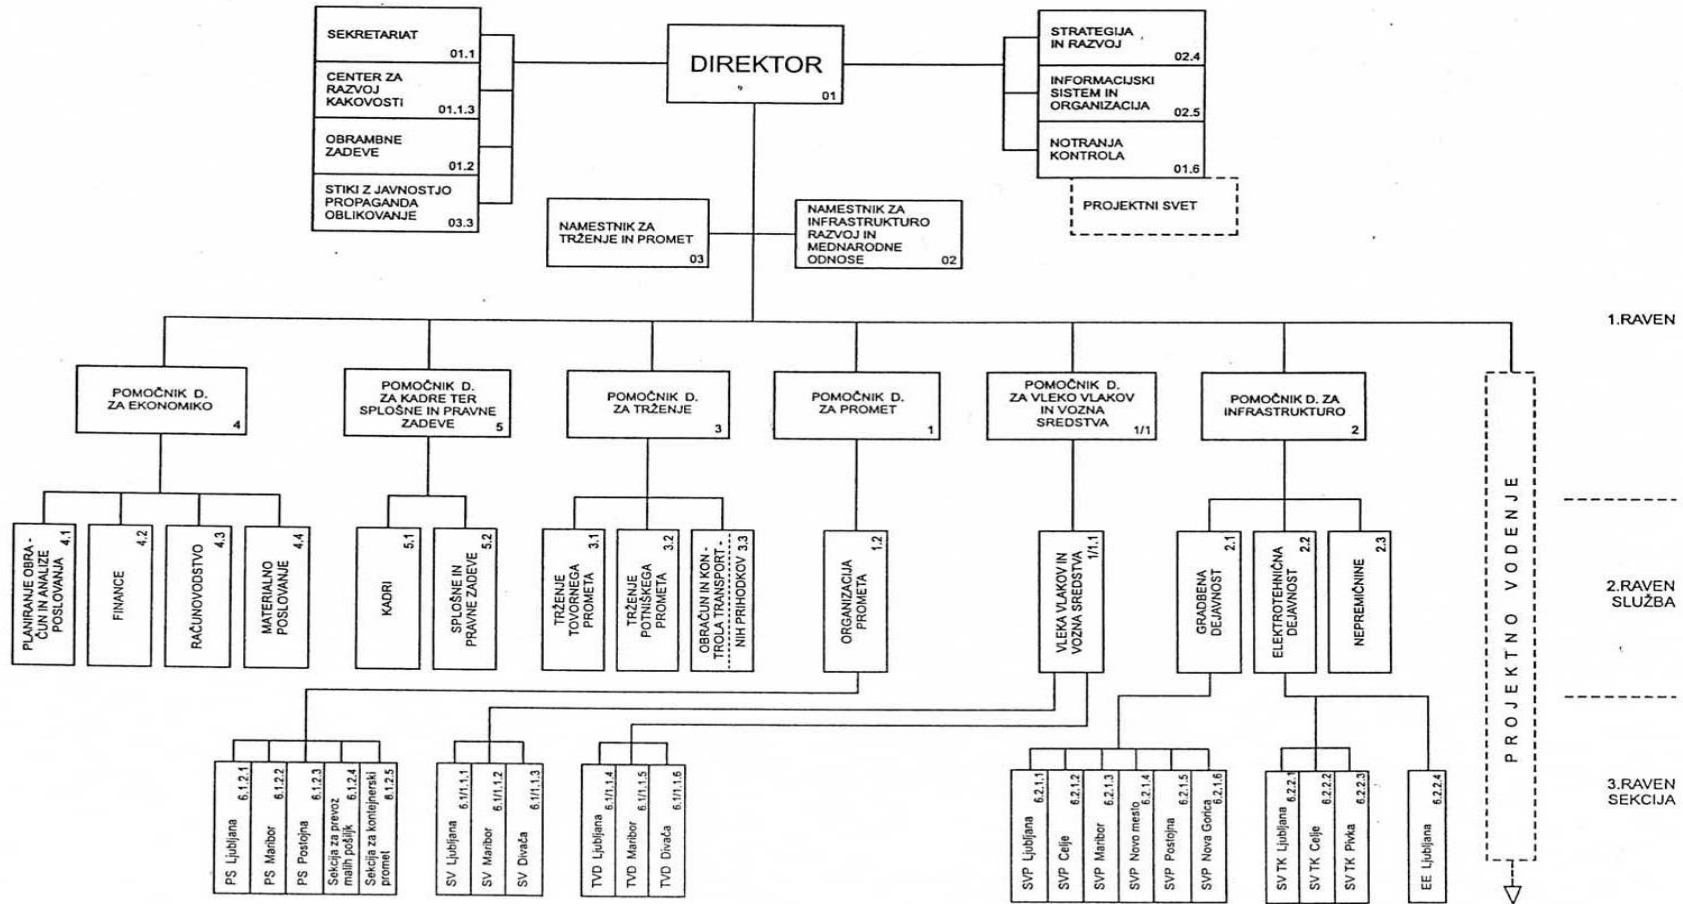 SEKRETARIAT
01.1
CENTER ZA
RAZVOJ
KAKOVOSTI
01.1.3
OBRAMBNE
ZADEVE
01.2
STIKI Z JAVNOSTJO
PROPAGANDA
OBLIKOVANJE
03.3
DIREKTOR
01
STRATEGIJA
IN RAZVOJ
02.4
INFORMACIJSKI
SISTEM IN
ORGANIZACIJA
02.5
NOTRANJA
KONTROLA
01.6
PROJEKTNI SVET
NAMESTNIK ZA
TRŽENJE IN PROMET
03
NAMESTNIK ZA
INFRASTRUKTURO
RAZVOJ IN
MEDNARODNE
ODNOSE
02
1.RAVEN
POMOČNIK D.
ZA EKONOMIKO
4
POMOČNIK D.
ZA KADRE TER
SPLOŠNE IN PRAVNE
ZADEVE
5
POMOČNIK D.
ZA TRŽENJE
3
POMOČNIK D.
ZA PROMET
1
POMOČNIK D.
ZA VLEKO VLAKOV
IN VOZNA
SREDSTVA
1/1
POMOČNIK D. ZA
INFRASTRUKTURO
2
PROJEKTNO VODENJE
PLANIRANJE OBRA -
ČUN IN ANALIZE
POSLOVANJA
4.1
FINANCE
4.2
RAČUNOVODSTVO
4.3
MATERIALNO
POSLOVANJE
4.4
KADRI
5.1
SPLOŠNE IN
PRAVNE ZADEVE
5.2
TRŽENJE
TOVORNEGA
PROMETA
3.1
TRŽENJE
POTNIŠKEGA
PROMETA
3.2
OBRAČUN IN KON -
TROLA TRANSPORT -
NIH PRIHODKOV
3.3
ORGANIZACIJA
PROMETA
1.2
VLEKA VLAKOV IN
VOZNA SREDSTVA
1/1.1
GRADBENA
DEJAVNOST
2.1
ELEKTROTEHNIČNA
DEJAVNOST
2.2
NEPREMIČNINE
2.3
2.RAVEN
SLUŽBA
PS Ljubljana 6.1.2.1
PS Maribor 6.1.2.2
PS Postojna 6.1.2.3
Sekcija za prevoz
malih pošiljk 6.1.2.4
Sekcija za kontejnerski
promet 6.1.2.5
SV Ljubljana 6.1/1.1.1
SV Maribor 6.1/1.1.2
SV Divača 6.1/1.1.3
TVD Ljubljana 6.1/1.1.4
TVD Maribor 6.1/1.1.5
TVD Divača 6.1/1.1.6
SVP Ljubljana 6.2.1.1
SVP Celje 6.2.1.2
SVP Maribor 6.2.1.3
SVP Novo mesto 6.2.1.4
SVP Postojna 6.2.1.5
SVP Nova Gorica 6.2.1.6
SV TK Ljubljana 6.2.2.1
SV TK Celje 6.2.2.2
SV TK Pivka 6.2.2.3
EE Ljubljana 6.2.2.4
3.RAVEN
SEKCIJA